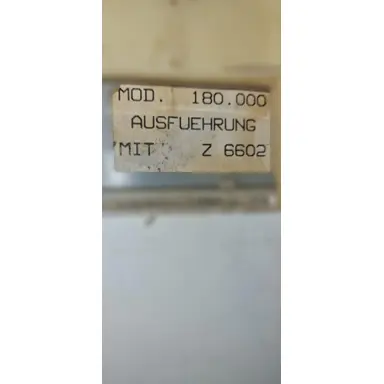 MOD. 180.000
AUSFUEHRUNG
MIT Z 6602